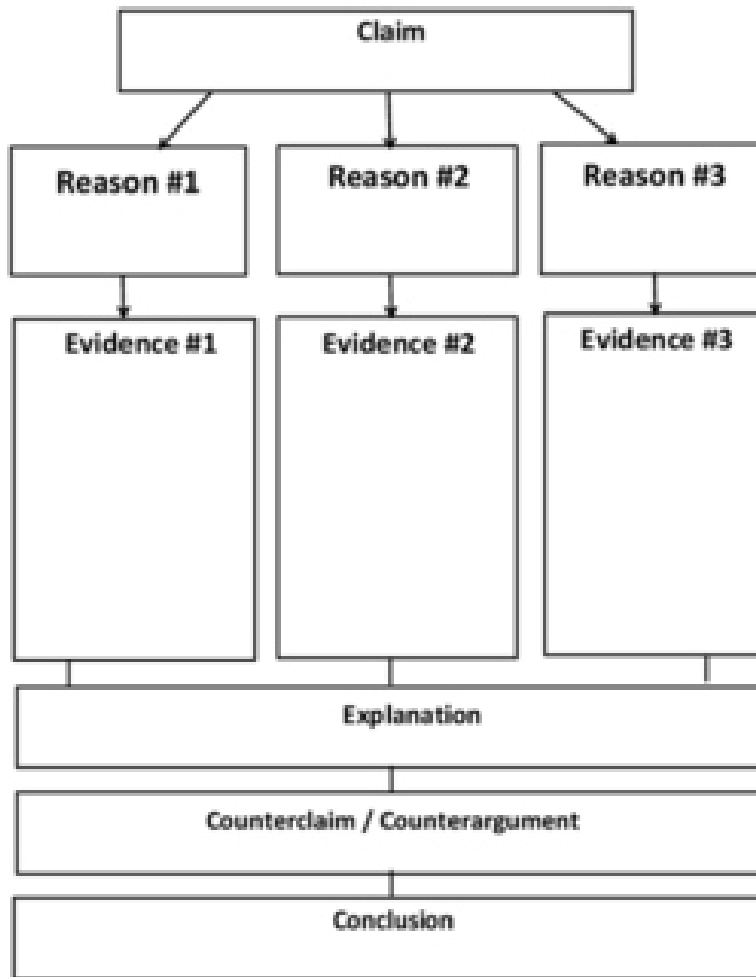 Claim
Reason #1
Reason #2
Reason #3
Evidence #1
Evidence #2
Evidence #3
Explanation
Counterclaim / Counterargument
Conclusion